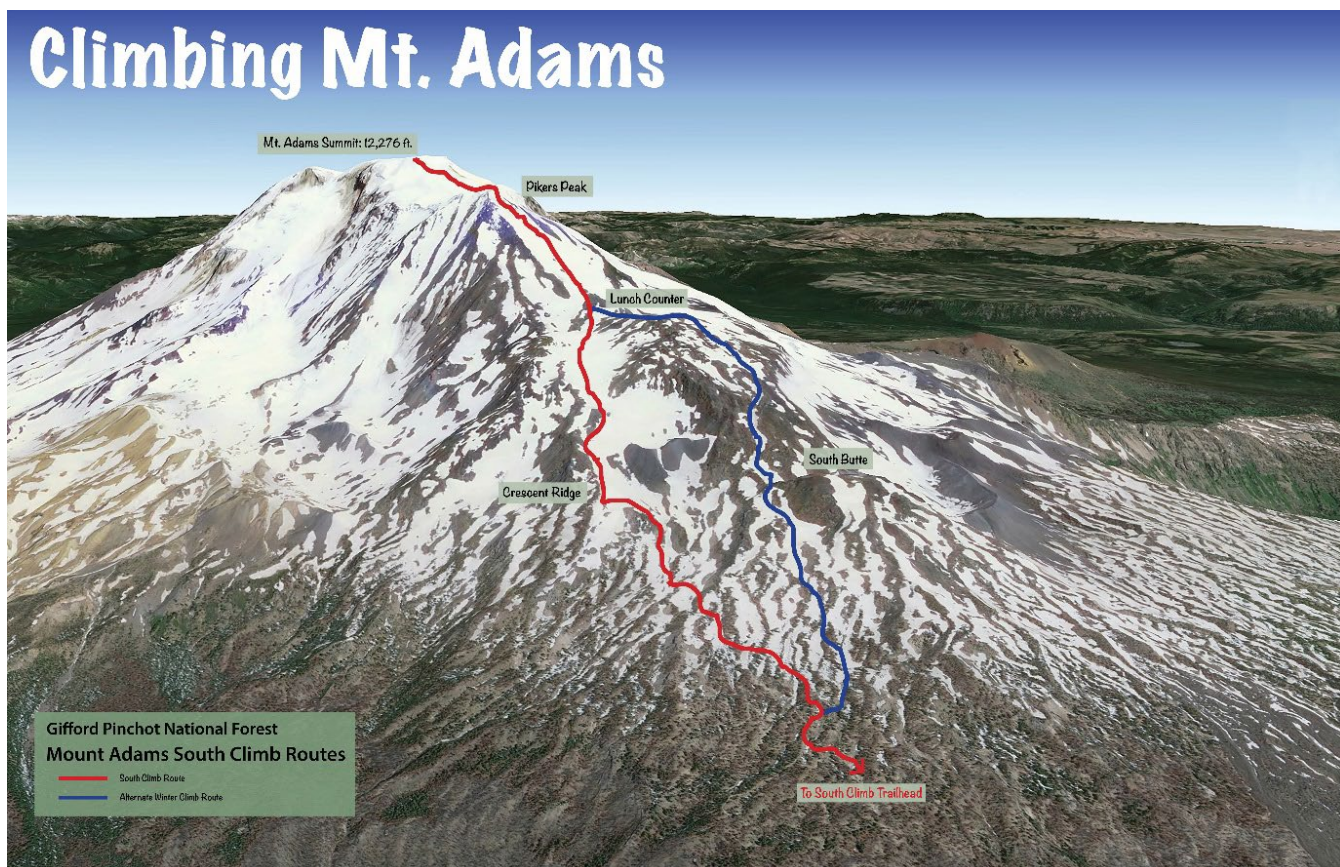 Climbing Mt. Adams
Mt. Adams Summit: 12,276 ft.
Pikers Peak
Lunch Counter
South Butte
Crescent Ridge
Gifford Pinchot National Forest
Mount Adams South Climb Routes
South Climb Route
Alternate Winter Climb Route
To South Climb Trailhead